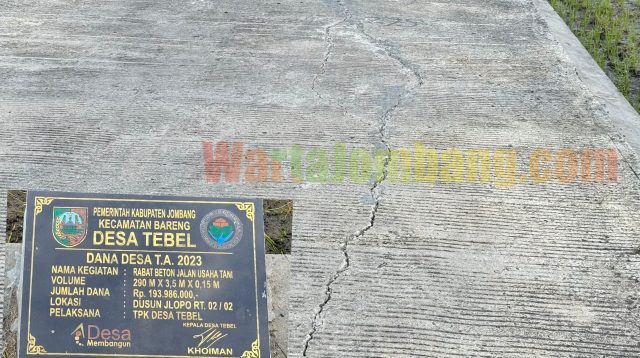 Wartajombang.com
PEMERINTAH KABUPATEN JOMBANG
KECAMATAN BARENG
DESA TEBEL
DANA DESA T.A. 2023
NAMA KEGIATAN : RABAT BETON JALAN USAHA TANI
VOLUME : 290 M X 3,5 M X 0,15 M
JUMLAH DANA : Rp. 193.986.000,-
LOKASI : DUSUN JLOPO RT. 02 / 02
PELAKSANA : TPK DESA TEBEL
KEPALA DESA TEBEL
Desa
Membangun
KHOIMAN